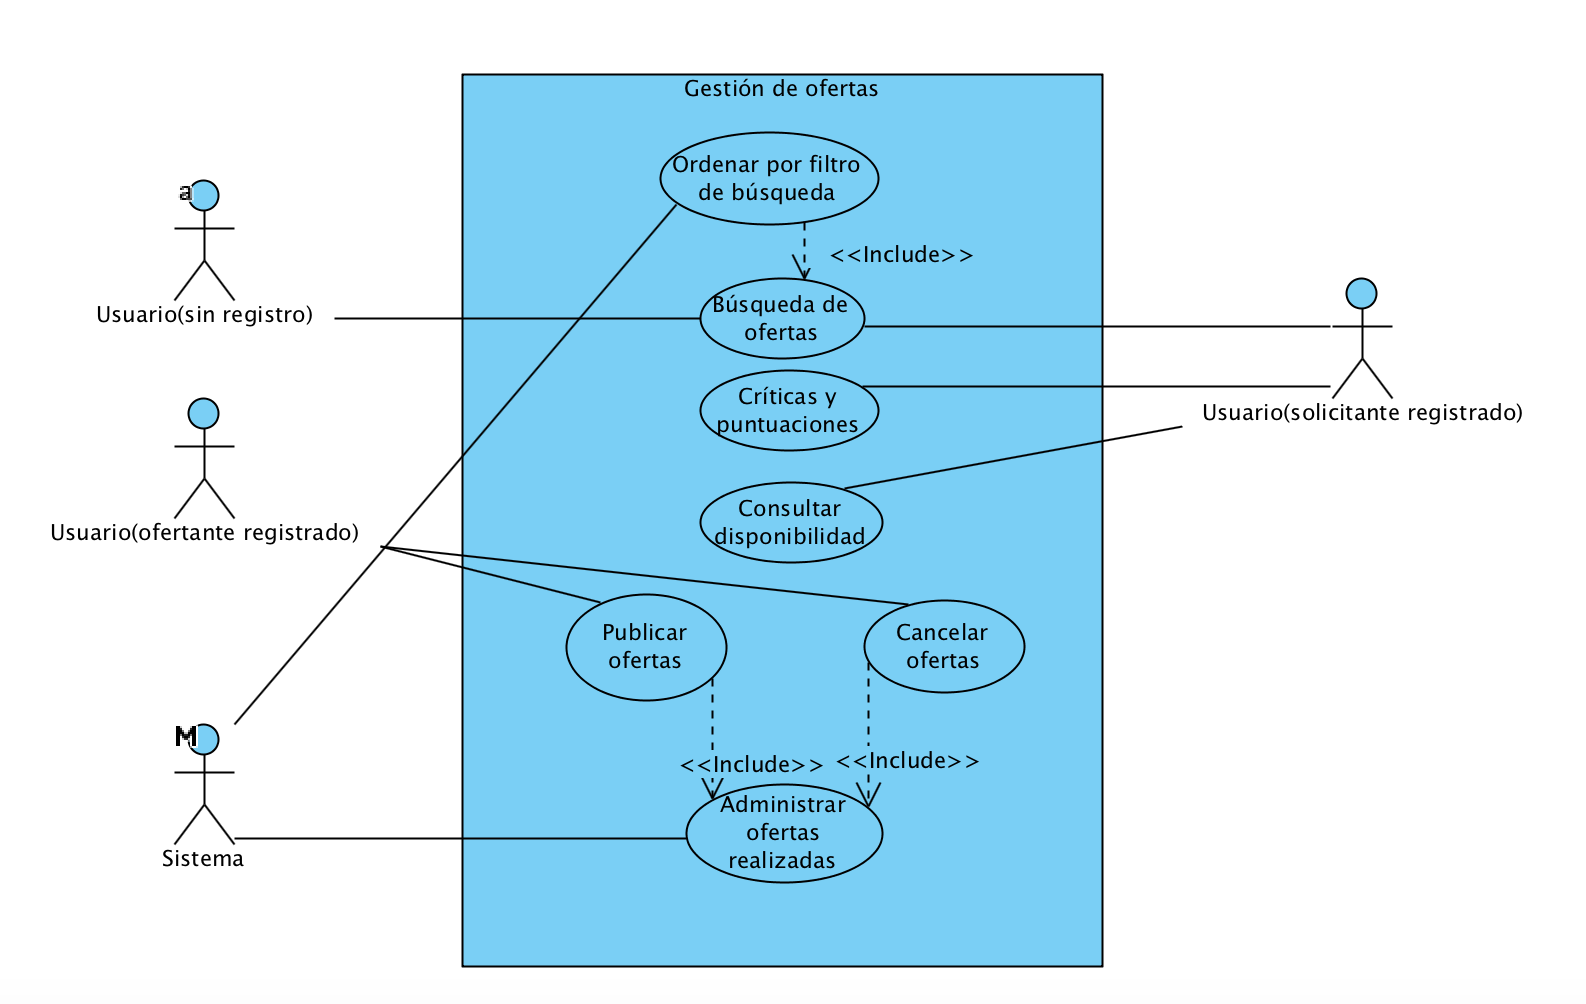 Gestión de ofertas
Ordenar por filtro
de búsqueda
a
<<Include>>
Búsqueda de
ofertas
Usuario(sin registro)
Críticas y
puntuaciones
Usuario(solicitante registrado)
Consultar
disponibilidad
Usuario(ofertante registrado)
Publicar
ofertas
Cancelar
ofertas
M
<<Include>>
<<Include>>
Administrar
ofertas
realizadas
Sistema